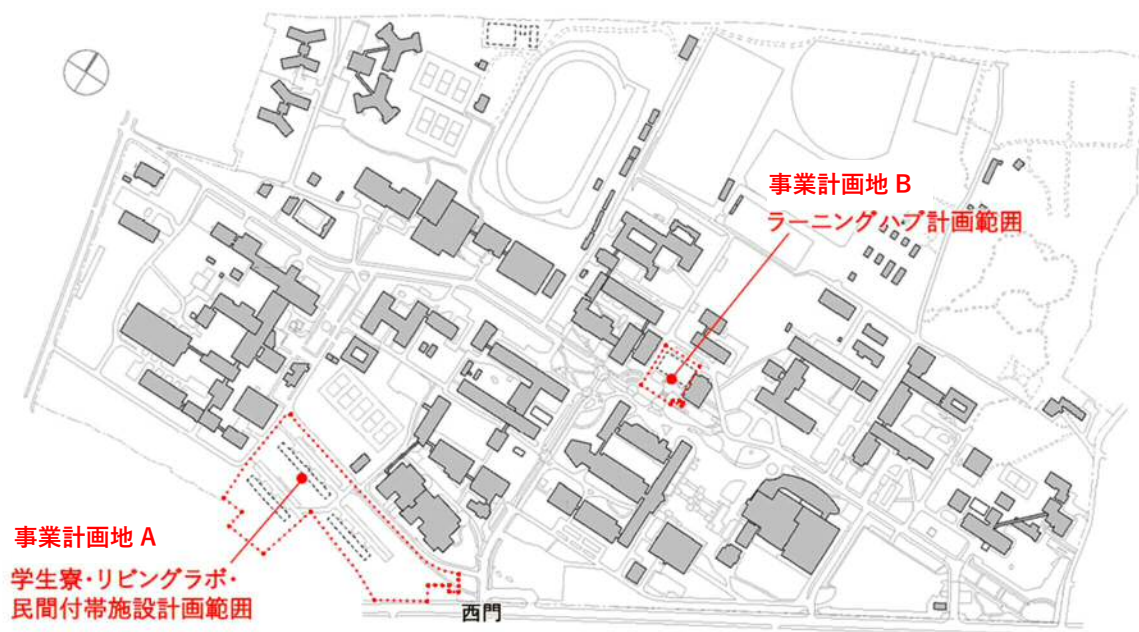 事業計画地 B
ラーニングハブ計画範囲
事業計画地 A
学生寮・リビングラボ・
民間付帯施設計画範囲
西門